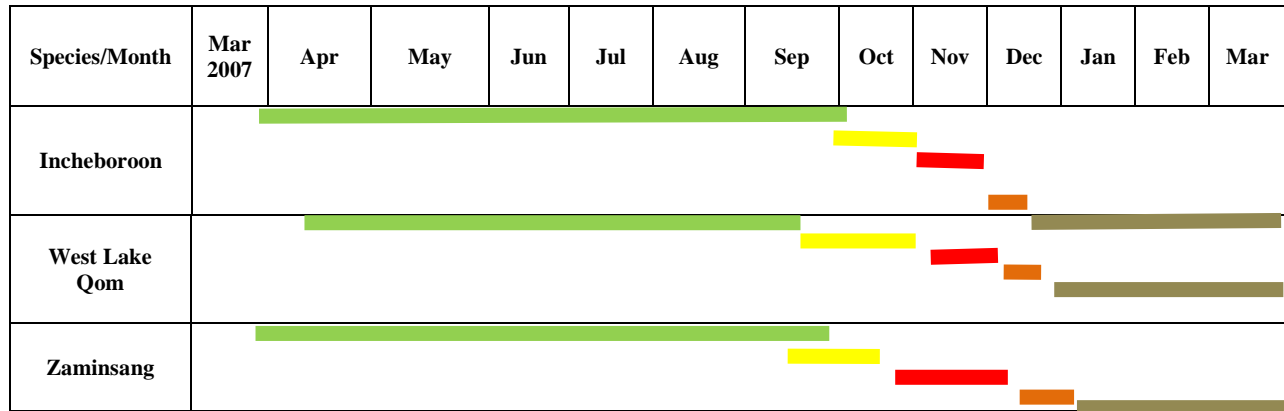 Species/Month Mar 2007 Apr May Jun Jul Aug Sep Oct Nov Dec Jan Feb Mar
Incheboroon
West Lake
Qom
Zaminsang